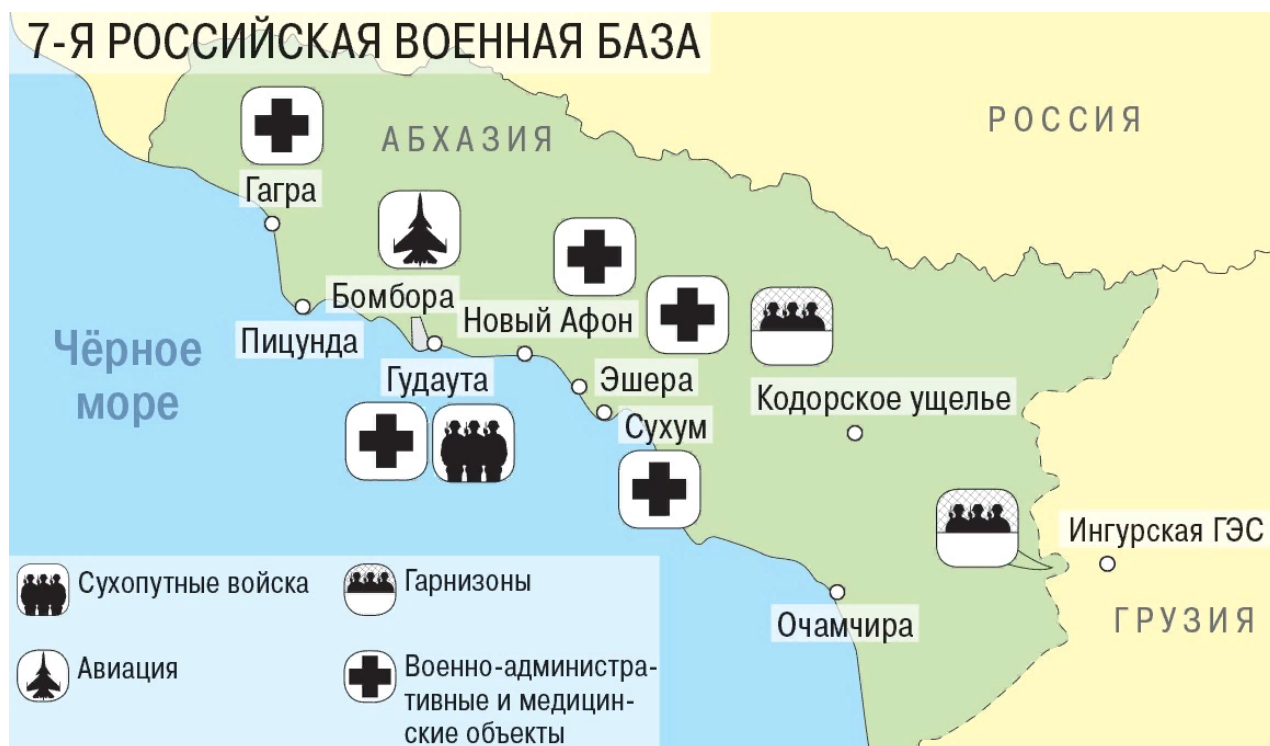 7-Я РОССИЙСКАЯ ВОЕННАЯ БАЗА
РОССИЯ
АБХАЗИЯ
Гагра
Бомбора
Новый Афон
Пицунда
Чёрное
море
Гудаута
Эшера
Кодорское ущелье
Сухум
Ингурская ГЭС
Очамчира
ГРУЗИЯ
Сухопутные войска
Авиация
Гарнизоны
Военно-администра-
тивные и медицин-
ские объекты